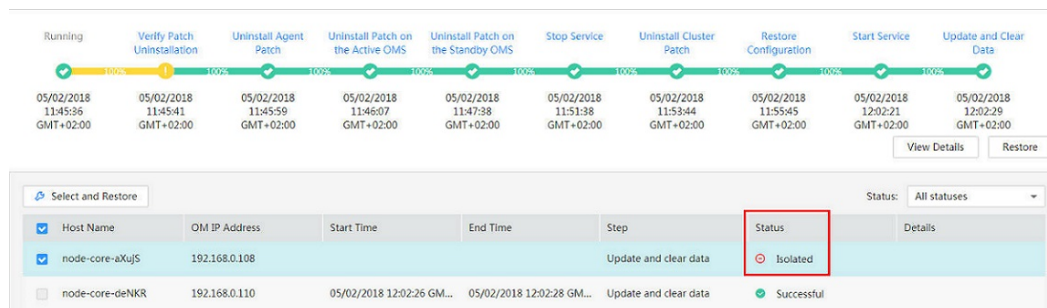 Running
Verify Patch
Uninstallation
Uninstall Agent
Patch
Uninstall Patch on
the Active OMS
Uninstall Patch on
the Standby OMS
Stop Service
Uninstall Cluster
Patch
Restore
Configuration
Start Service
Update and Clear
Data
100% 100% 100% 100% 100% 100% 100% 100% 100%
05/02/2018
11:45:36
GMT+02:00
05/02/2018
11:45:41
GMT+02:00
05/02/2018
11:45:59
GMT+02:00
05/02/2018
11:46:07
GMT+02:00
05/02/2018
11:47:38
GMT+02:00
05/02/2018
11:51:38
GMT+02:00
05/02/2018
11:53:44
GMT+02:00
05/02/2018
11:55:45
GMT+02:00
05/02/2018
12:02:21
GMT+02:00
05/02/2018
12:02:29
GMT+02:00
View Details Restore
Select and Restore Status: All statuses
Host Name OM IP Address Start Time End Time Step Status Details
node-core-aXujS 192.168.0.108 Update and clear data Isolated
node-core-deNKR 192.168.0.110 05/02/2018 12:02:26 GM... 05/02/2018 12:02:28 GM... Update and clear data Successful